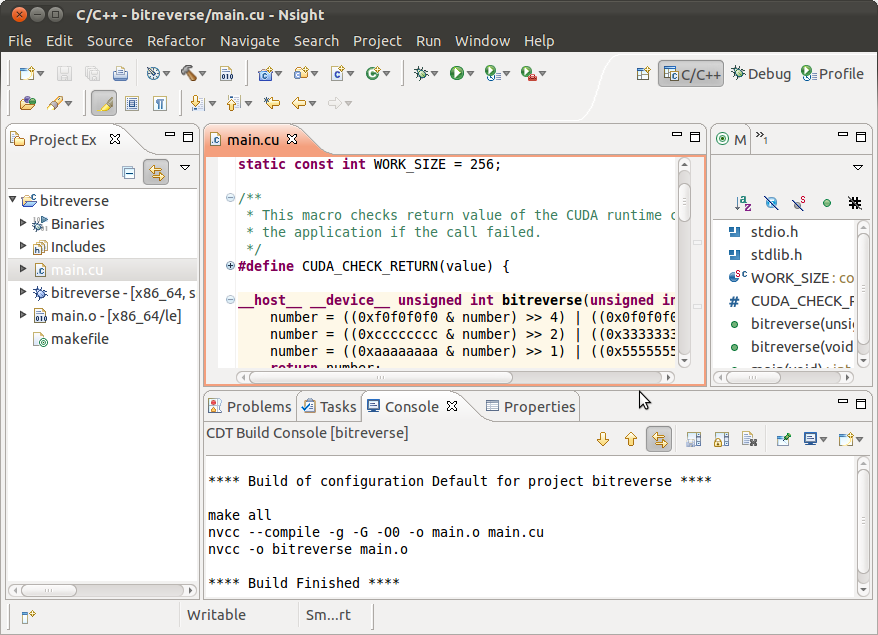 C/C++ - bitreverse/main.cu - Nsight
File Edit Source Refactor Navigate Search Project Run Window Help
C/C++ Debug Profile
Project Ex
bitreverse
Binaries
Includes
main.cu
bitreverse - [x86_64, s
main.o - [x86_64/le]
makefile
main.cu
static const int WORK_SIZE = 256;
/**
* This macro checks return value of the CUDA runtime c
* the application if the call failed.
*/
#define CUDA_CHECK_RETURN(value) {
__host__ __device__ unsigned int bitreverse(unsigned in
number = ((0xf0f0f0f0 & number) >> 4) | ((0x0f0f0f0
number = ((0xcccccccc & number) >> 2) | ((0x3333333
number = ((0xaaaaaaaa & number) >> 1) | ((0x5555555
return number;
M
»1
stdio.h
stdlib.h
WORK_SIZE : co
CUDA_CHECK_R
bitreverse(unsi
bitreverse(void
main(void) : int
Problems Tasks Console Properties
CDT Build Console [bitreverse]
**** Build of configuration Default for project bitreverse ****
make all
nvcc --compile -g -G -O0 -o main.o main.cu
nvcc -o bitreverse main.o
**** Build Finished ****
Writable Sm...rt